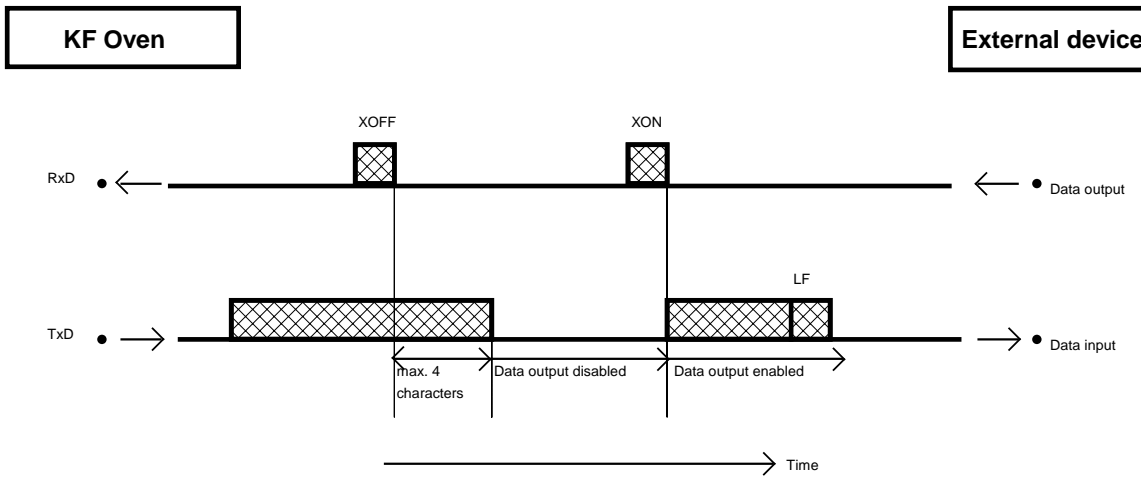 KF Oven
External device
XOFF
XON
RxD
Data output
LF
TxD
Data input
max. 4
characters
Data output disabled
Data output enabled
Time